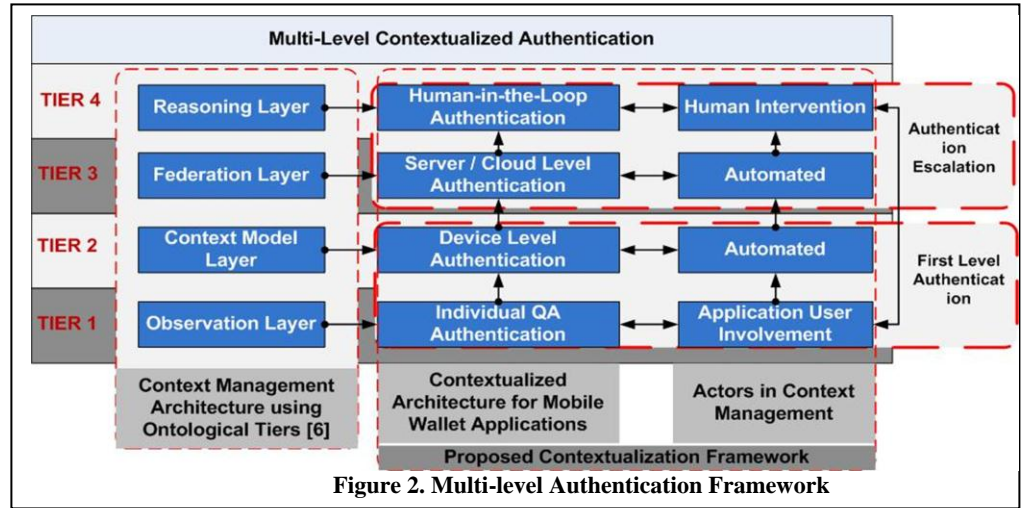 Multi-Level Contextualized Authentication
TIER 4
Reasoning Layer
Human-in-the-Loop
Authentication
Human Intervention
Authenticat
ion
Escalation
TIER 3
Federation Layer
Server / Cloud Level
Authentication
Automated
TIER 2
Context Model
Layer
Device Level
Authentication
Automated
First Level
Authenticat
ion
TIER 1
Observation Layer
Individual QA
Authentication
Application User
Involvement
Context Management
Architecture using
Ontological Tiers [6]
Contextualized
Architecture for Mobile
Wallet Applications
Actors in Context
Management
Proposed Contextualization Framework
Figure 2. Multi-level Authentication Framework